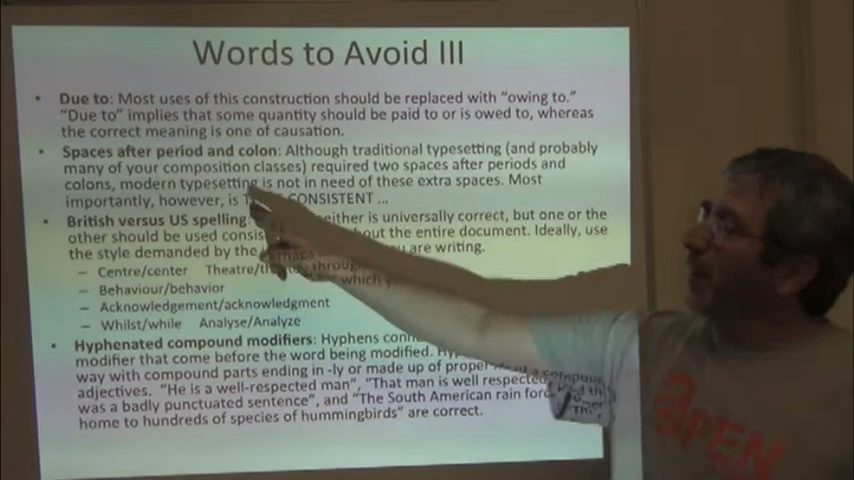 Words to Avoid III
• Due to: Most uses of this construction should be replaced with “owing to.”
“Due to” implies that some quantity should be paid to or is owed to, whereas
the correct meaning is one of causation.
• Spaces after period and colon: Although traditional typesetting (and probably
many of your composition classes) required two spaces after periods and
colons, modern typesetting is not in need of these extra spaces. Most
importantly, however, is CONSISTENT ...
• British versus US spelling neither is universally correct, but one or the
other should be used the entire document. Ideally, use
the style demanded by the are writing.
– Centre/center
– Behaviour/behavior
– Acknowledgement/acknowledgment
– Whilst/while Analyse/Analyze
• Hyphenated compound modifiers: Hyphens
modifier that come before the word being modified.
way with compound parts ending in -ly or made up of
adjectives. “He is a well-respected man”, “That man is well respected
was a badly punctuated sentence”, and “The South American rain
home to hundreds of species of hummingbirds” are correct.
OPEN